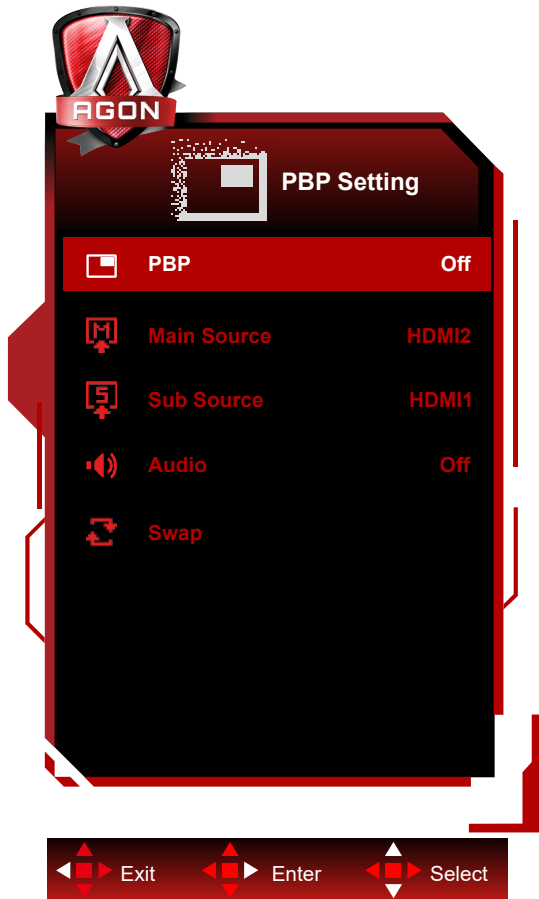 AGON
PBP Setting
PBP Off
Main Source HDMI2
Sub Source HDMI1
Audio Off
Swap
Exit Enter Select